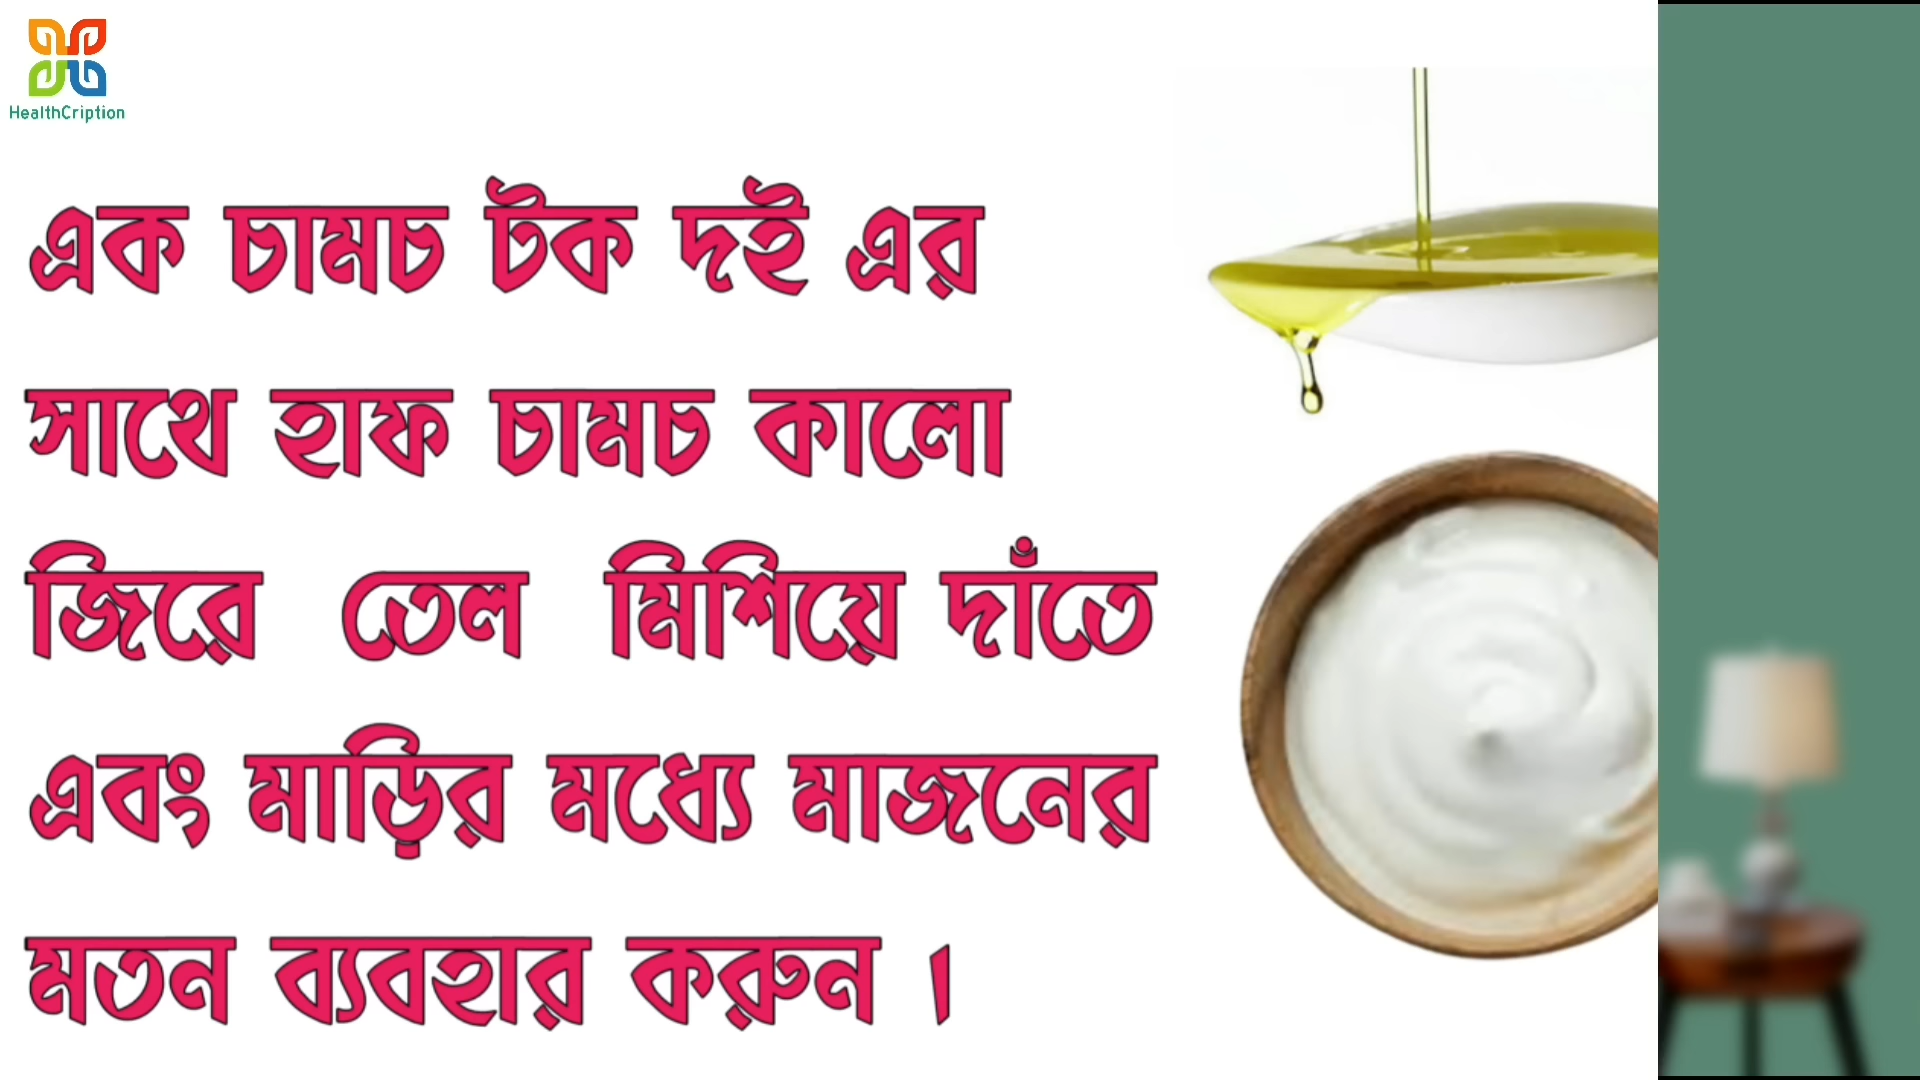 HealthCription
এক চামচ টক দই এর
সাথে হাফ চামচ কালো
জিরে তেল মিশিয়ে দাঁতে
এবং মাড়ির মধ্যে মাজনের
মতন ব্যবহার করুন ।